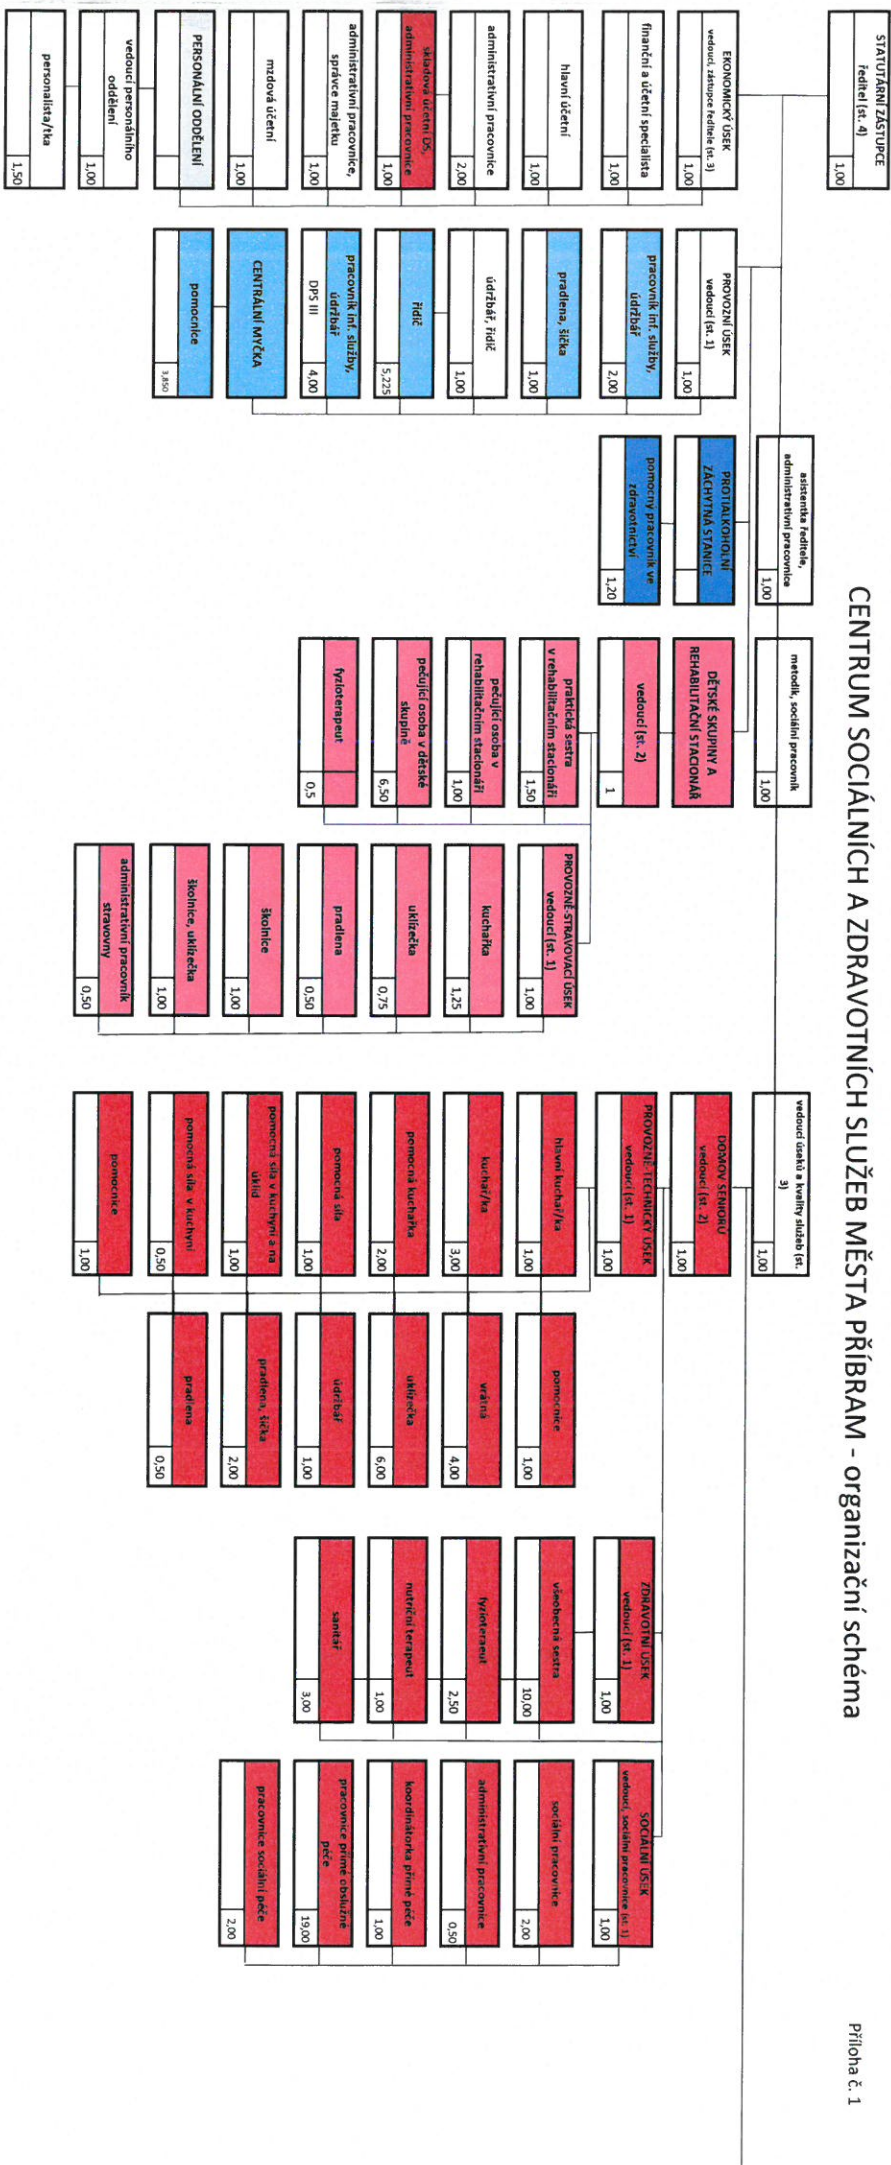 CENTRUM SOCIÁLNÍCH A ZDRAVOTNÍCH SLUŽEB MĚSTA PŘÍBRAM - organizační schéma
Příloha č. 1
STATUTÁRNÍ ZÁSTUPCE
ředitel (st. 4)
1,00
asistentka ředitele,
administrativní pracovnice
1,00
metodik, sociální pracovník
1,00
vedoucí úseků a kvality služeb (st.
3)
1,00
EKONOMICKÝ ÚSEK
vedoucí, zástupce ředitele (st. 3)
1,00
finanční a účetní specialista
1,00
hlavní účetní
1,00
administrativní pracovnice
2,00
skladová účetní DS,
administrativní pracovnice
1,00
administrativní pracovnice,
správce majetku
1,00
mzdová účetní
1,00
PERSONÁLNÍ ODDĚLENÍ
vedoucí personálního
oddělení
1,00
personalista/tka
1,50
PROVOZNÍ ÚSEK
vedoucí (st. 1)
1,00
pracovník inf. služby,
údržbář
2,00
pradlena, šička
1,00
údržbář, řidič
1,00
řidič
5,225
pracovník inf. služby,
údržbář
DPS III
4,00
CENTRÁLNÍ MYČKA
pomocnice
3,850
PROTIALKOHOLNÍ
ZÁCHYTNÁ STANICE
pomocný pracovník ve
zdravotnictví
1,20
DĚTSKÉ SKUPINY A
REHABILITAČNÍ STACIONÁŘ
vedoucí (st. 2)
1
praktická sestra
v rehabilitačním stacionáři
1,50
pečující osoba v
rehabilitačním stacionáři
1,00
pečující osoba v dětské
skupině
6,50
fyzioterapeut
0,5
PROVOZNĚ-STRAVOVACÍ ÚSEK
vedoucí (st. 1)
1,00
kuchařka
1,25
uklízečka
0,75
pradlena
0,50
školnice
1,00
školnice, uklízečka
1,00
administrativní pracovník
stravovny
0,50
DOMOV SENIORŮ
vedoucí (st. 2)
1,00
PROVOZNĚ-TECHNICKÝ ÚSEK
vedoucí (st. 1)
1,00
hlavní kuchař/ka
1,00
kuchař/ka
3,00
pomocná kuchařka
2,00
pomocná síla
1,00
pomocná síla v kuchyni a na
úklid
1,00
pomocná síla v kuchyni
0,50
pomocnice
1,00
pomocnice
1,00
vrátná
4,00
uklízečka
6,00
údržbář
1,00
pradlena, šička
2,00
pradlena
0,50
ZDRAVOTNÍ ÚSEK
vedoucí (st. 1)
1,00
všeobecná sestra
10,00
fyzioteraeut
2,50
nutriční terapeut
1,00
sanitář
3,00
SOCIÁLNÍ ÚSEK
vedoucí, sociální pracovnice (st. 1)
1,00
sociální pracovnice
2,00
administrativní pracovnice
0,50
koordinátorka přímé péče
1,00
pracovnice přímé obslužné
péče
19,00
pracovnice sociální péče
2,00